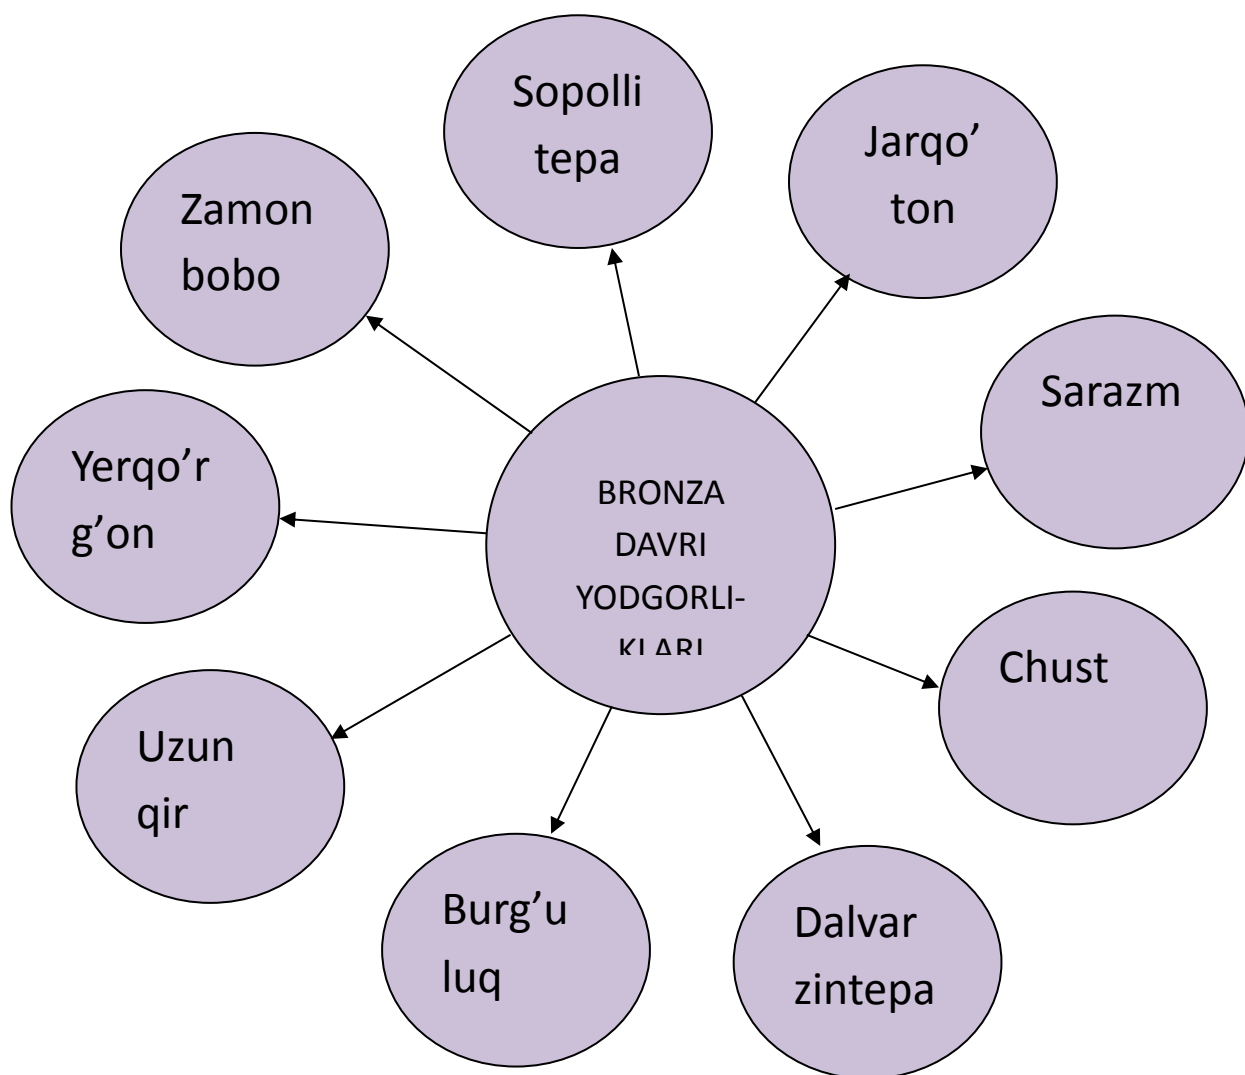 Sopolli
tepa
Jarqo’
ton
Zamon
bobo
Sarazm
Yerqo’r
g’on
BRONZA
DAVRI
YODGORLI-
KLARI
Chust
Uzun
qir
Burg’u
luq
Dalvar
zintepa